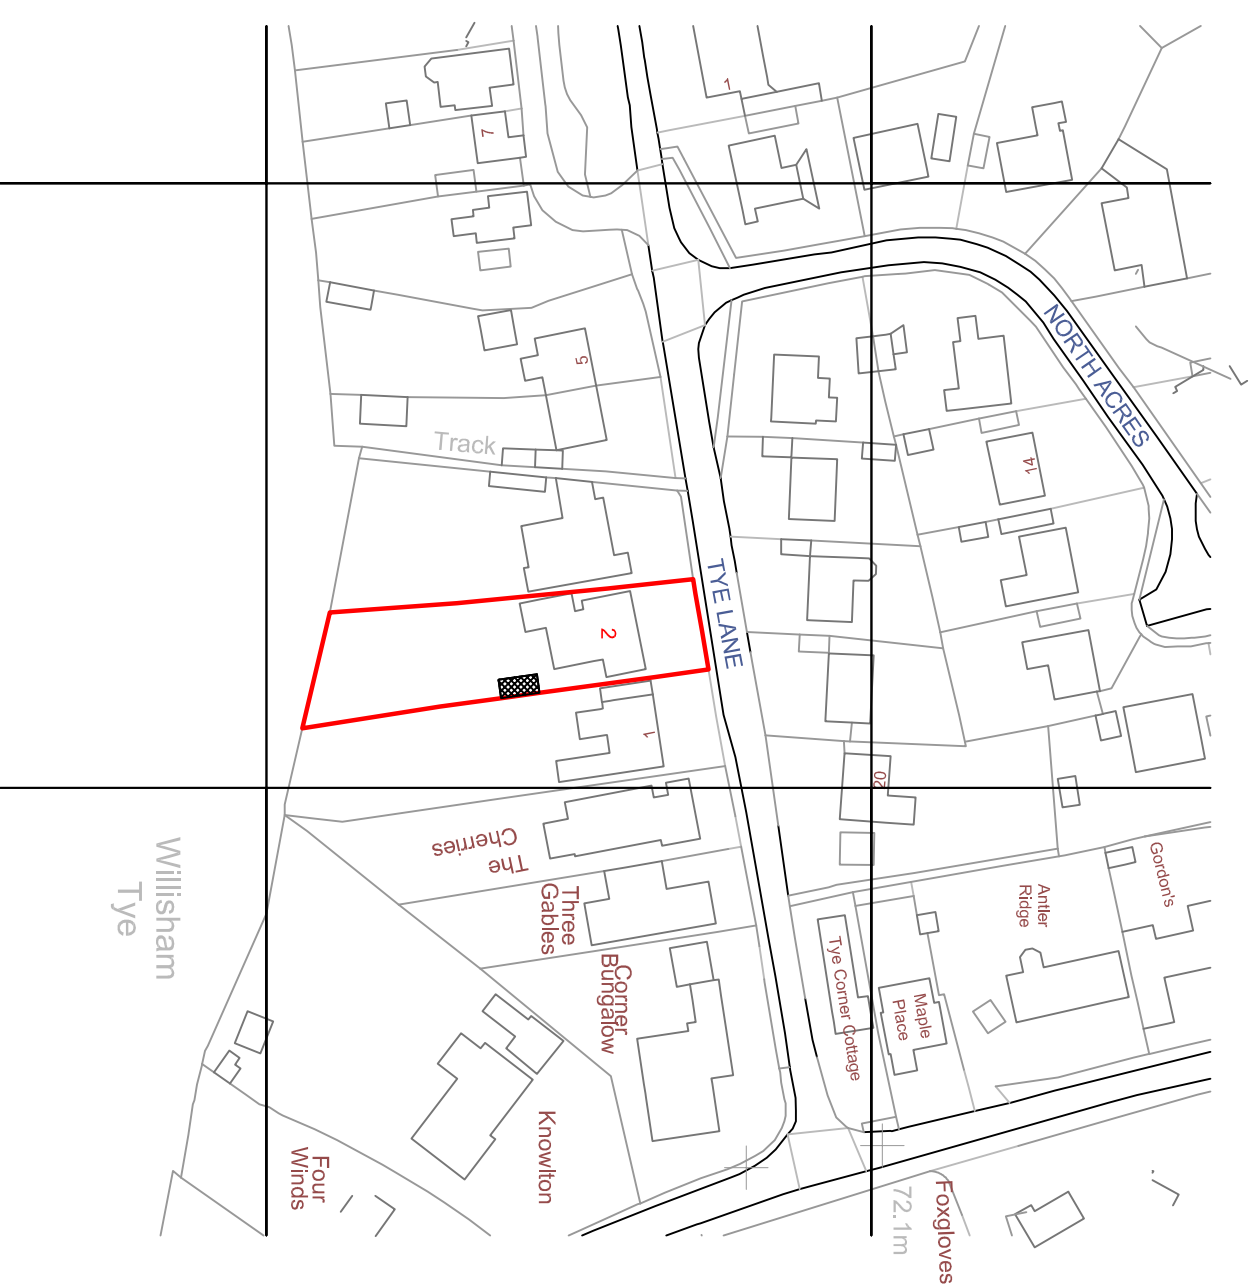 1
7
5
Track
NORTH ACRES
14
TYE LANE
2
1
20
The
Cherries
Three
Gables
Corner
Bungalow
Willisham
Tye
Gordon's
Antler
Ridge
Tye Corner Cottage
Maple
Place
Knowlton
Four
Winds
Foxgloves
72.1m